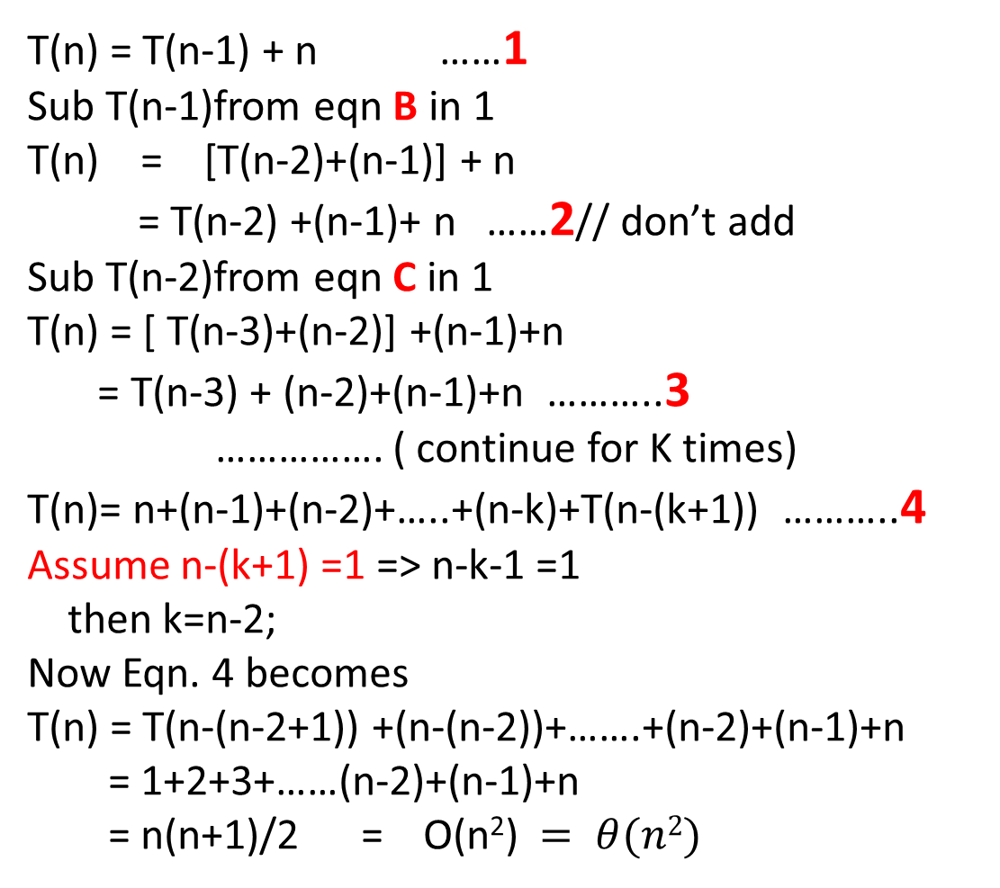 T(n) = T(n-1) + n ……1
Sub T(n-1)from eqn B in 1
T(n) = [T(n-2)+(n-1)] + n
= T(n-2) +(n-1)+ n ……2// don’t add
Sub T(n-2)from eqn C in 1
T(n) = [ T(n-3)+(n-2)] +(n-1)+n
= T(n-3) + (n-2)+(n-1)+n ………..3
……………. ( continue for K times)
T(n)= n+(n-1)+(n-2)+…..+(n-k)+T(n-(k+1)) ………..4
Assume n-(k+1) =1 => n-k-1 =1
then k=n-2;
Now Eqn. 4 becomes
T(n) = T(n-(n-2+1)) +(n-(n-2))+…….+(n-2)+(n-1)+n
= 1+2+3+……(n-2)+(n-1)+n
= n(n+1)/2 = O(n²) = θ(n²)